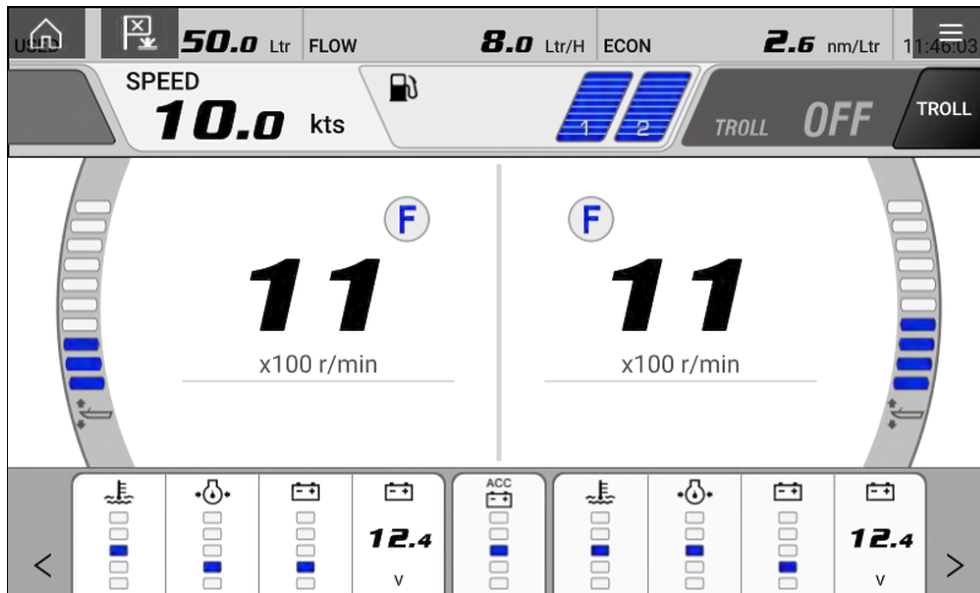 USED 50.0 Ltr FLOW 8.0 Ltr/H ECON 2.6 nm/Ltr 11:46:03
SPEED
10.0 kts
1 2
TROLL OFF
TROLL
F F
11 11
x100 r/min x100 r/min
ACC
12.4 12.4
V V